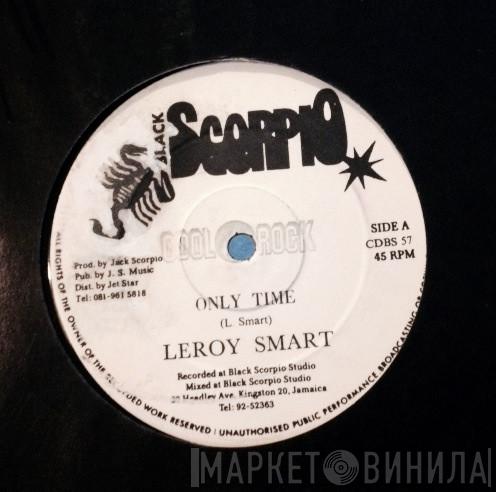 BLACK
SCORPIO
COOL ROCK
SIDE A
CDBS 57
45 RPM
Prod. by Jack Scorpio
Pub. by J. S. Music
Dist. by Jet Star
Tel: 081-961 5818
ONLY TIME
(L. Smart)
LEROY SMART
Recorded at Black Scorpio Studio
Mixed at Black Scorpio Studio
Headley Ave. Kingston 20, Jamaica
Tel: 92-52363
ALL RIGHTS OF THE OWNER OF THE RECORDED WORK RESERVED / UNAUTHORISED PUBLIC PERFORMANCE BROADCASTING
МАРКЕТ ВИНИЛА